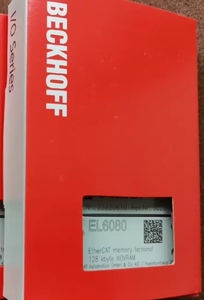 I/O Series
BECKHOFF
EL6080
EtherCAT memory terminal
128 kbyte NOVRAM